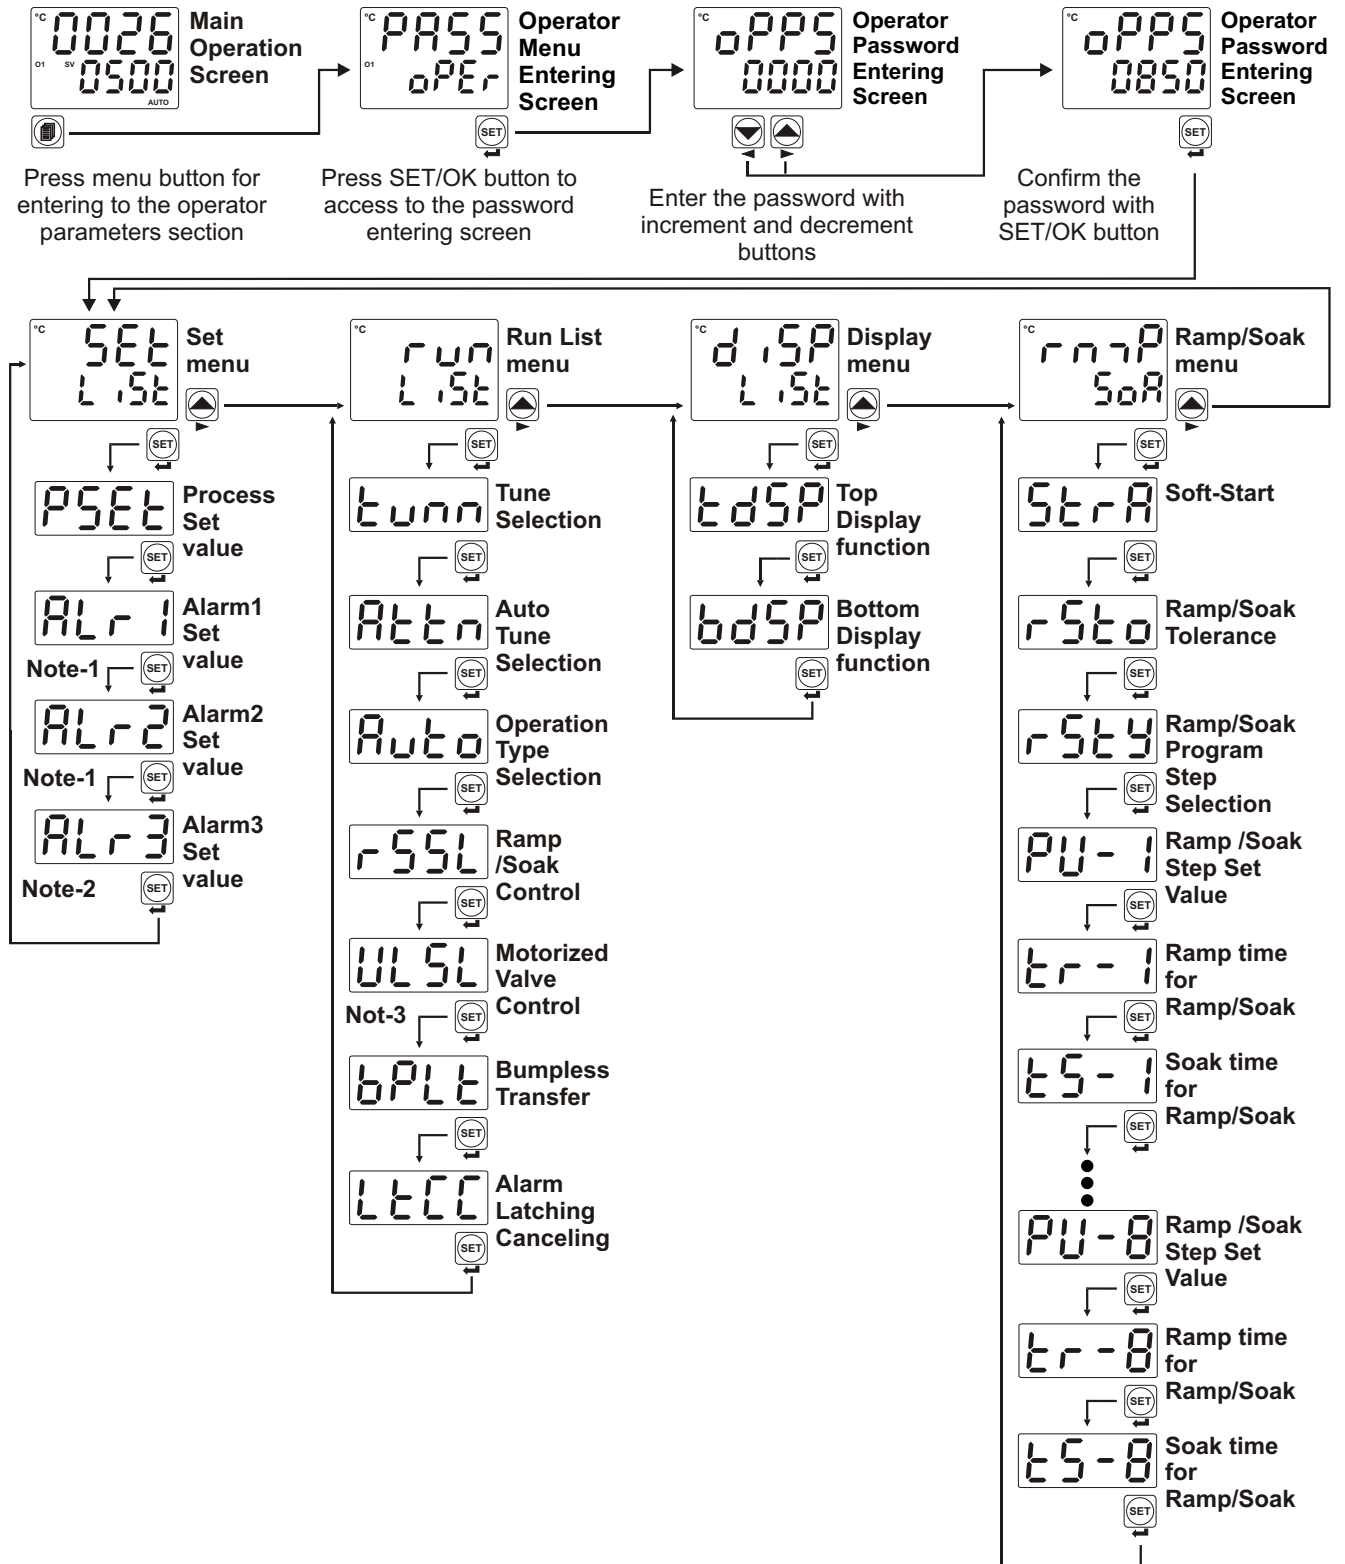 °C
0026
O1 SV
0500
AUTO
Main
Operation
Screen
°C
PASS
O1
oPEr
Operator
Menu
Entering
Screen
SET
°C
oPPS
0000
Operator
Password
Entering
Screen
°C
oPPS
0850
Operator
Password
Entering
Screen
SET
Press menu button for
entering to the operator
parameters section
Press SET/OK button to
access to the password
entering screen
Enter the password with
increment and decrement
buttons
Confirm the
password with
SET/OK button
°C
SEt
LiSt
Set
menu
SET
PSEt
Process
Set
value
SET
ALr 1
Alarm1
Set
value
Note-1
SET
ALr2
Alarm2
Set
value
Note-1
SET
ALr3
Alarm3
Set
value
Note-2
SET
°C
run
LiSt
Run List
menu
SET
tunn
Tune
Selection
SET
Attn
Auto
Tune
Selection
SET
Auto
Operation
Type
Selection
SET
rSSL
Ramp
/Soak
Control
SET
VLSL
Motorized
Valve
Control
Not-3
SET
bPLt
Bumpless
Transfer
SET
LtCC
Alarm
Latching
Canceling
SET
°C
diSP
LiSt
Display
menu
SET
tdSP
Top
Display
function
SET
bdSP
Bottom
Display
function
SET
°C
rmP
SoA
Ramp/Soak
menu
SET
StrA
Soft-Start
SET
rSto
Ramp/Soak
Tolerance
SET
rStY
Ramp/Soak
Program
Step
Selection
SET
PV-1
Ramp /Soak
Step Set
Value
SET
tr-1
Ramp time
for
Ramp/Soak
SET
tS-1
Soak time
for
Ramp/Soak
SET
PV-8
Ramp /Soak
Step Set
Value
SET
tr-8
Ramp time
for
Ramp/Soak
SET
tS-8
Soak time
for
Ramp/Soak
SET